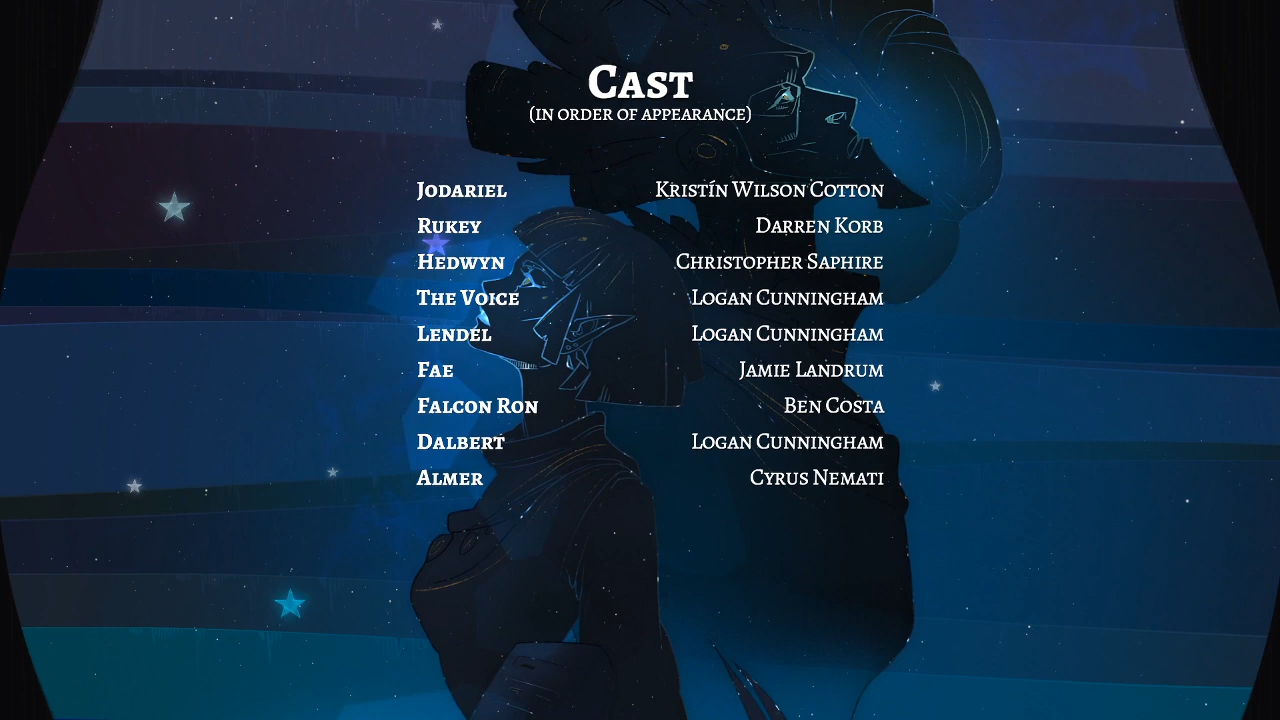 Cast
(in order of appearance)
Jodariel Kristín Wilson Cotton
Rukey Darren Korb
Hedwyn Christopher Saphire
The Voice Logan Cunningham
Lendel Logan Cunningham
Fae Jamie Landrum
Falcon Ron Ben Costa
Dalbert Logan Cunningham
Almer Cyrus Nemati